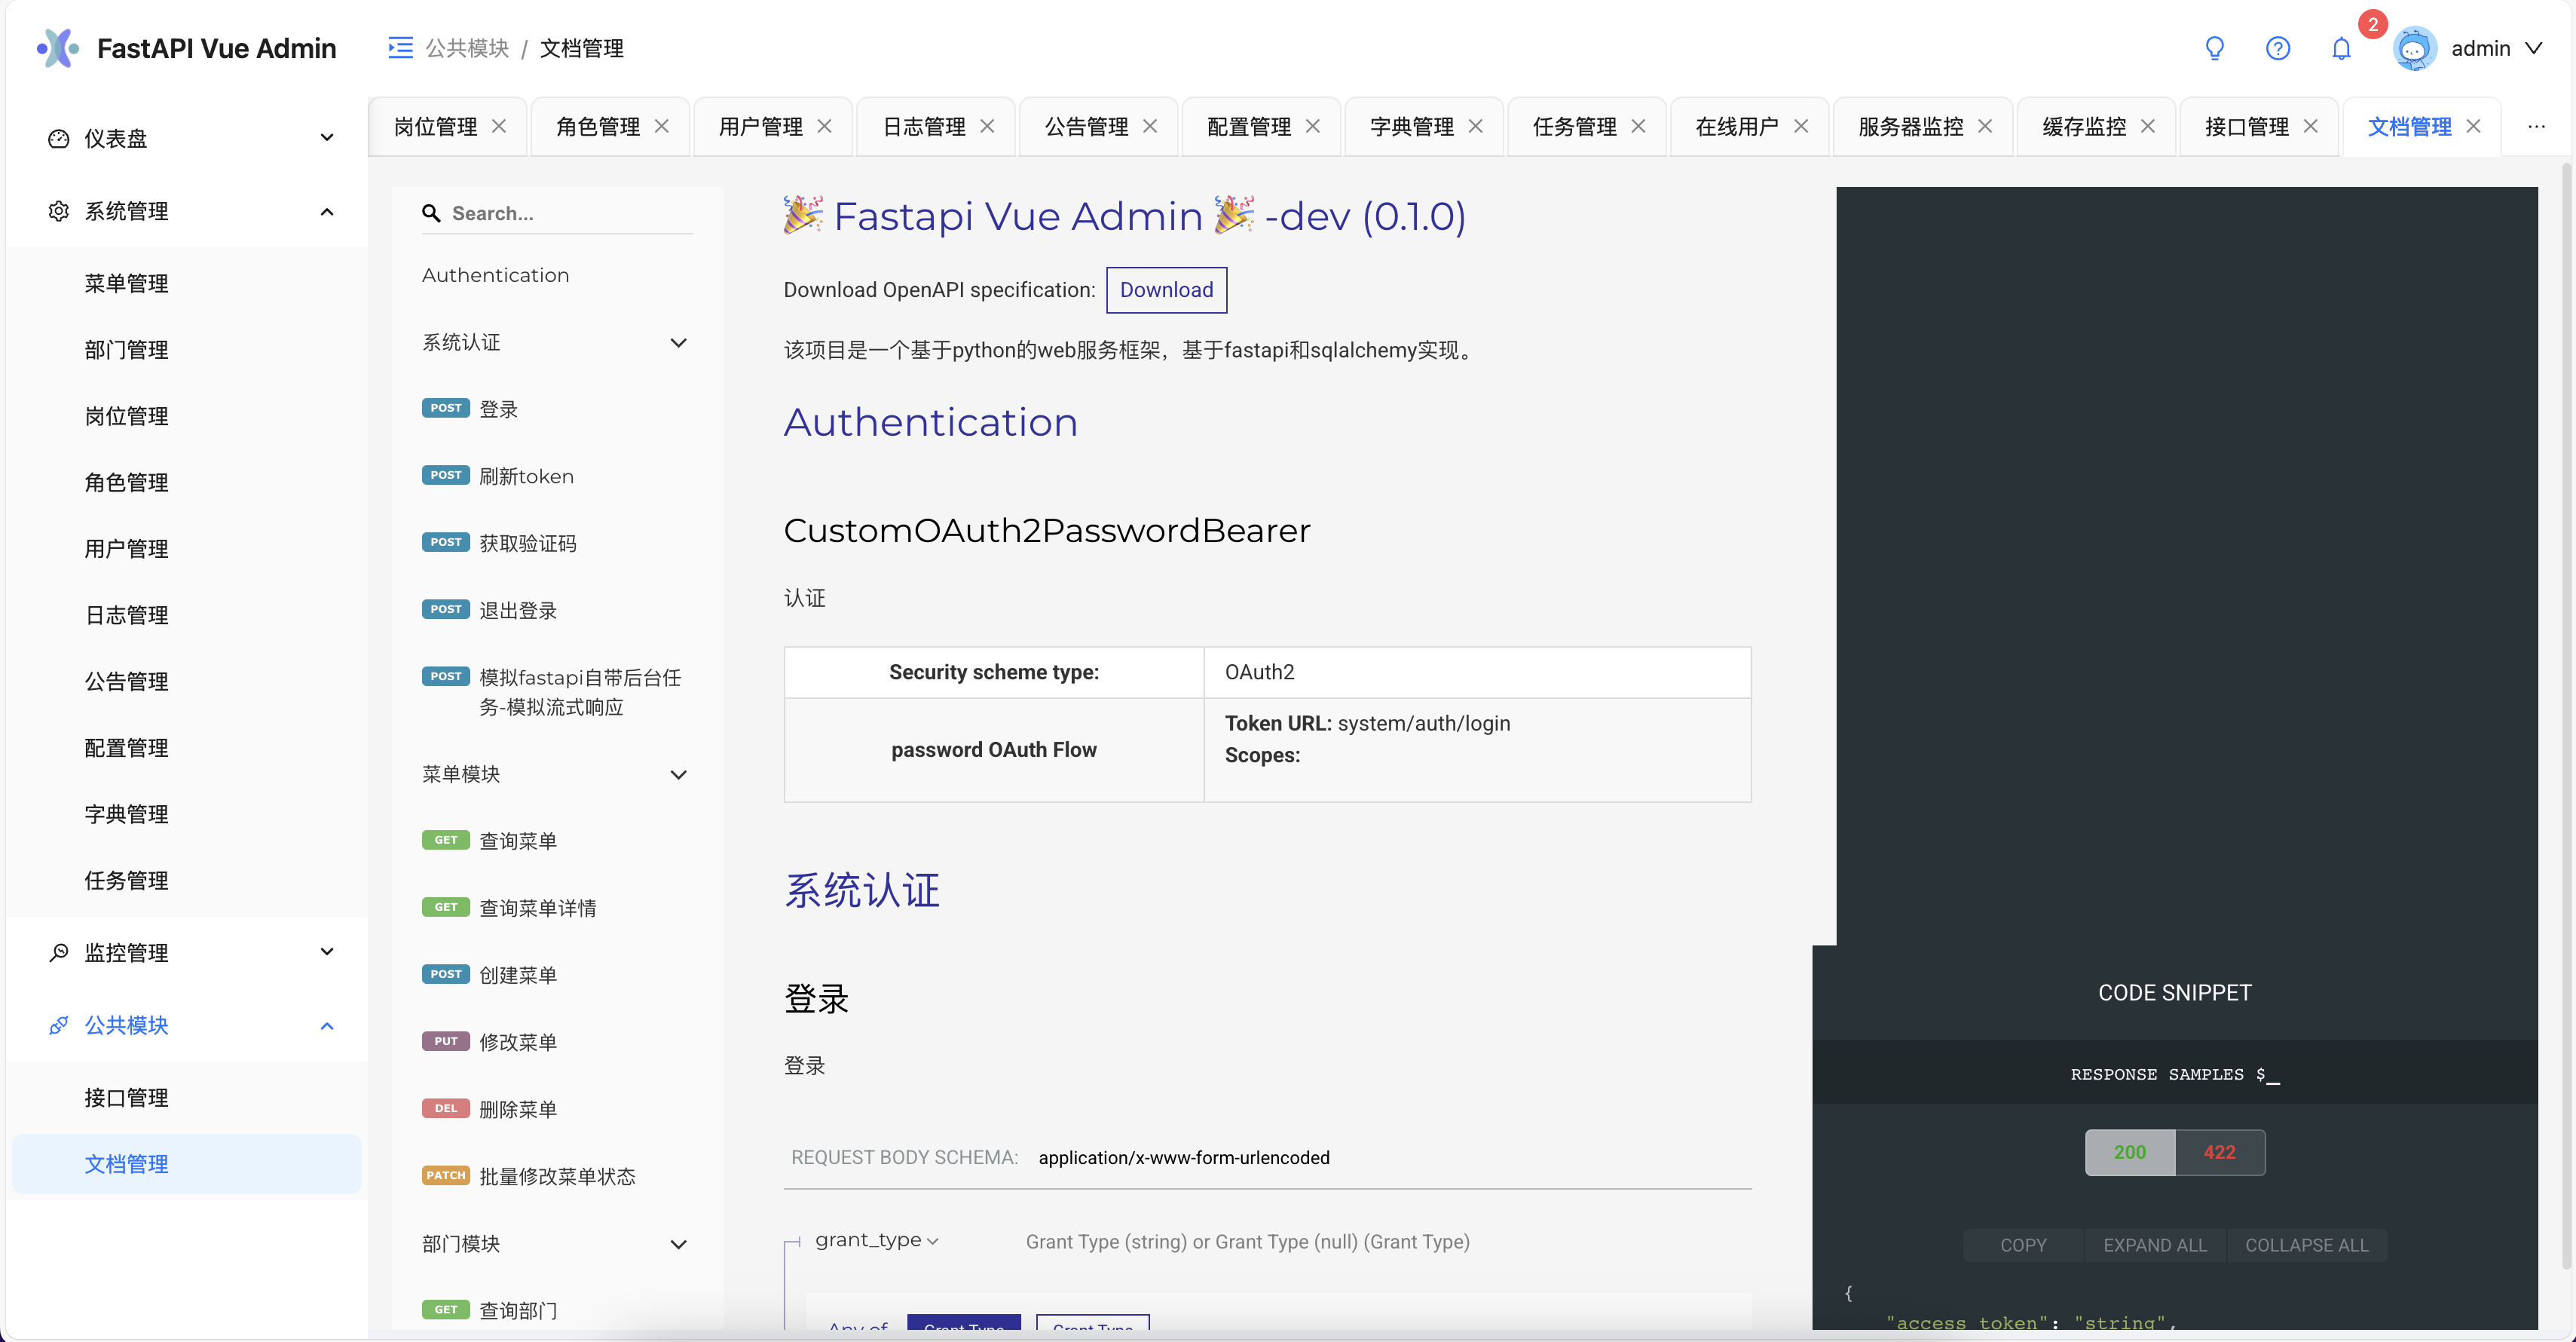 FastAPI Vue Admin
公共模块 / 文档管理
2
admin
仪表盘
系统管理
菜单管理
部门管理
岗位管理
角色管理
用户管理
日志管理
公告管理
配置管理
字典管理
任务管理
监控管理
公共模块
接口管理
文档管理
岗位管理 角色管理 用户管理 日志管理 公告管理 配置管理 字典管理 任务管理 在线用户 服务器监控 缓存监控 接口管理 文档管理 ···
Search...
Authentication
系统认证
POST 登录
POST 刷新token
POST 获取验证码
POST 退出登录
POST 模拟fastapi自带后台任
务-模拟流式响应
菜单模块
GET 查询菜单
GET 查询菜单详情
POST 创建菜单
PUT 修改菜单
DEL 删除菜单
PATCH 批量修改菜单状态
部门模块
GET 查询部门
🎉 Fastapi Vue Admin 🎉 -dev (0.1.0)
Download OpenAPI specification: Download
该项目是一个基于python的web服务框架，基于fastapi和sqlalchemy实现。
Authentication
CustomOAuth2PasswordBearer
认证
Security scheme type: OAuth2
password OAuth Flow
Token URL: system/auth/login
Scopes:
系统认证
登录
登录
REQUEST BODY SCHEMA: application/x-www-form-urlencoded
grant_type Grant Type (string) or Grant Type (null) (Grant Type)
Any of Grant Type Grant Type
CODE SNIPPET
RESPONSE SAMPLES $_
200 422
COPY EXPAND ALL COLLAPSE ALL
{
"access_token": "string",